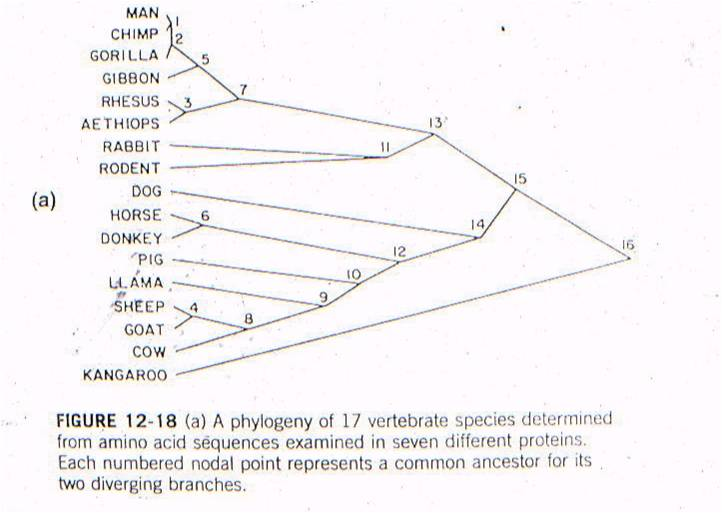 MAN
1
CHIMP
2
GORILLA
5
GIBBON
7
RHESUS
3
AETHIOPS
13
RABBIT
11
RODENT
15
DOG
(a)
HORSE
6
14
DONKEY
12
16
PIG
10
LLAMA
9
SHEEP
4
8
GOAT
COW
KANGAROO
FIGURE 12-18 (a) A phylogeny of 17 vertebrate species determined
from amino acid sequences examined in seven different proteins.
Each numbered nodal point represents a common ancestor for its
two diverging branches.